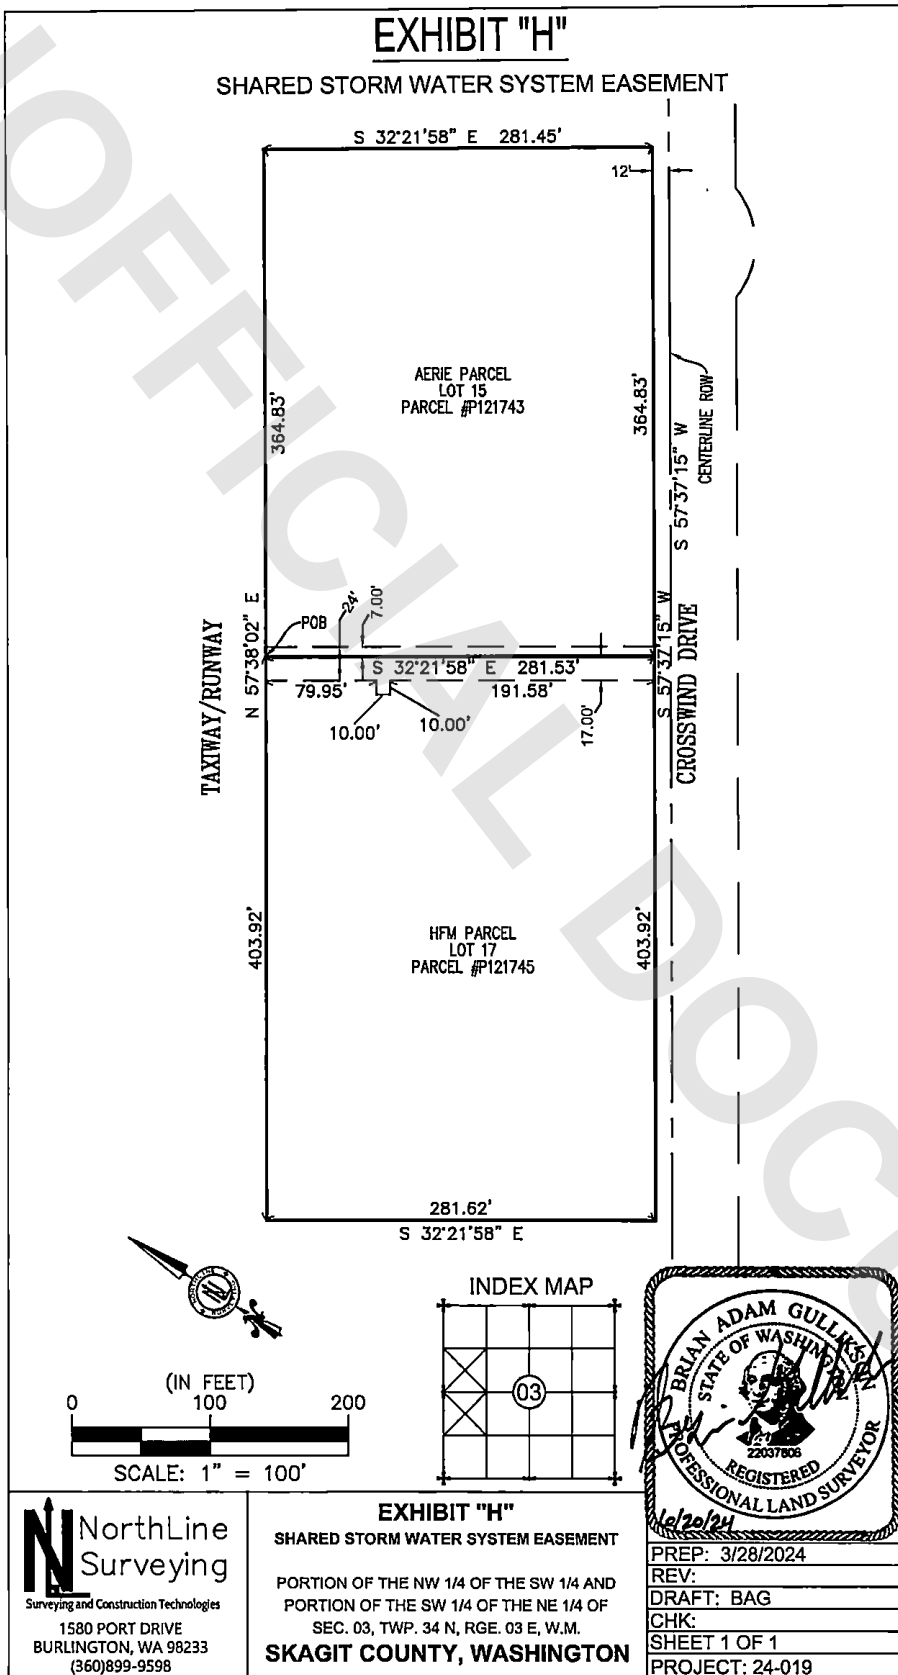 EXHIBIT "H"
SHARED STORM WATER SYSTEM EASEMENT
S 32°21'58" E 281.45'
12'
AERIE PARCEL
LOT 15
PARCEL #P121743
364.83'
364.83'
CENTERLINE ROW
S 57°37'15" W
24'
7.00'
POB
N 57°38'02" E
S 57°37'15" W
S 32°21'58" E 281.53'
79.95'
191.58'
10.00'
10.00'
17.00'
TAXIWAY/RUNWAY
CROSSWIND DRIVE
HFM PARCEL
LOT 17
PARCEL #P121745
403.92'
403.92'
281.62'
S 32°21'58" E
INDEX MAP
03
(IN FEET)
0 100 200
SCALE: 1" = 100'
BRIAN ADAM GULLIKSON
STATE OF WASHINGTON
22037606
REGISTERED
PROFESSIONAL LAND SURVEYOR
6/20/24
NorthLine
Surveying
Surveying and Construction Technologies
1580 PORT DRIVE
BURLINGTON, WA 98233
(360)899-9598
EXHIBIT "H"
SHARED STORM WATER SYSTEM EASEMENT
PORTION OF THE NW 1/4 OF THE SW 1/4 AND
PORTION OF THE SW 1/4 OF THE NE 1/4 OF
SEC. 03, TWP. 34 N, RGE. 03 E, W.M.
SKAGIT COUNTY, WASHINGTON
PREP: 3/28/2024
REV:
DRAFT: BAG
CHK:
SHEET 1 OF 1
PROJECT: 24-019